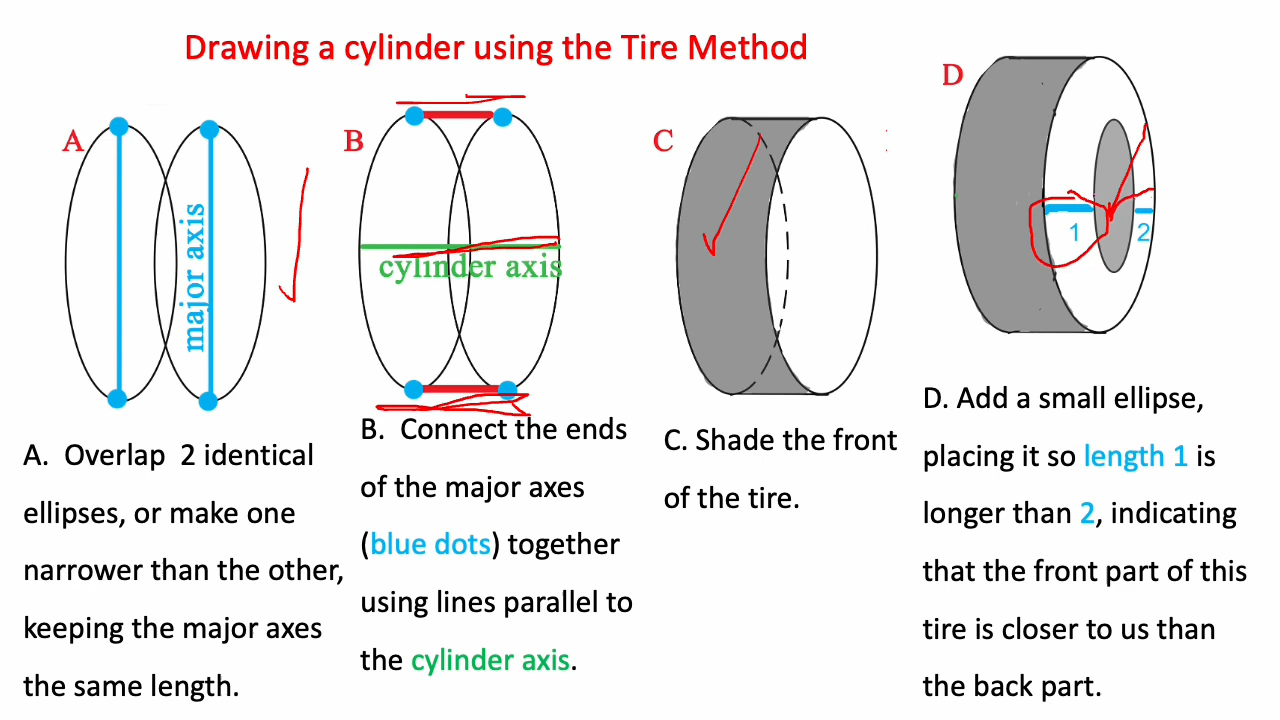 Drawing a cylinder using the Tire Method
A
major axis
A. Overlap 2 identical
ellipses, or make one
narrower than the other,
keeping the major axes
the same length.
B
cylinder axis
B. Connect the ends
of the major axes
(blue dots) together
using lines parallel to
the cylinder axis.
C
C. Shade the front
of the tire.
D
1
2
D. Add a small ellipse,
placing it so length 1 is
longer than 2, indicating
that the front part of this
tire is closer to us than
the back part.